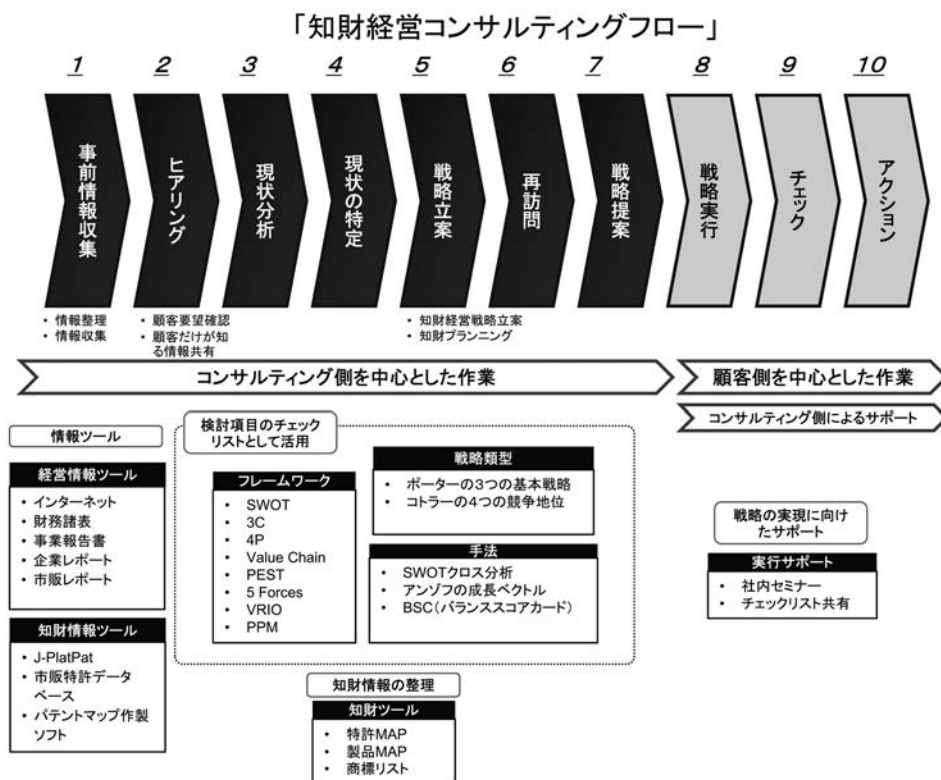 「知財経営コンサルティングフロー」
1
2
3
4
5
6
7
8
9
10
事前情報収集
ヒアリング
現状分析
現状の特定
戦略立案
再訪問
戦略提案
戦略実行
チェック
アクション
• 情報整理
• 情報収集
• 顧客要望確認
• 顧客だけが知
る情報共有
• 知財経営戦略立案
• 知財プランニング
コンサルティング側を中心とした作業
顧客側を中心とした作業
コンサルティング側によるサポート
情報ツール
経営情報ツール
• インターネット
• 財務諸表
• 事業報告書
• 企業レポート
• 市販レポート
知財情報ツール
• J-PlatPat
• 市販特許データ
ベース
• パテントマップ作製
ソフト
検討項目のチェック
リストとして活用
フレームワーク
• SWOT
• 3C
• 4P
• Value Chain
• PEST
• 5 Forces
• VRIO
• PPM
戦略類型
• ポーターの3つの基本戦略
• コトラーの4つの競争地位
手法
• SWOTクロス分析
• アンゾフの成長ベクトル
• BSC（バランススコアカード）
知財情報の整理
知財ツール
• 特許MAP
• 製品MAP
• 商標リスト
戦略の実現に向け
たサポート
実行サポート
• 社内セミナー
• チェックリスト共有